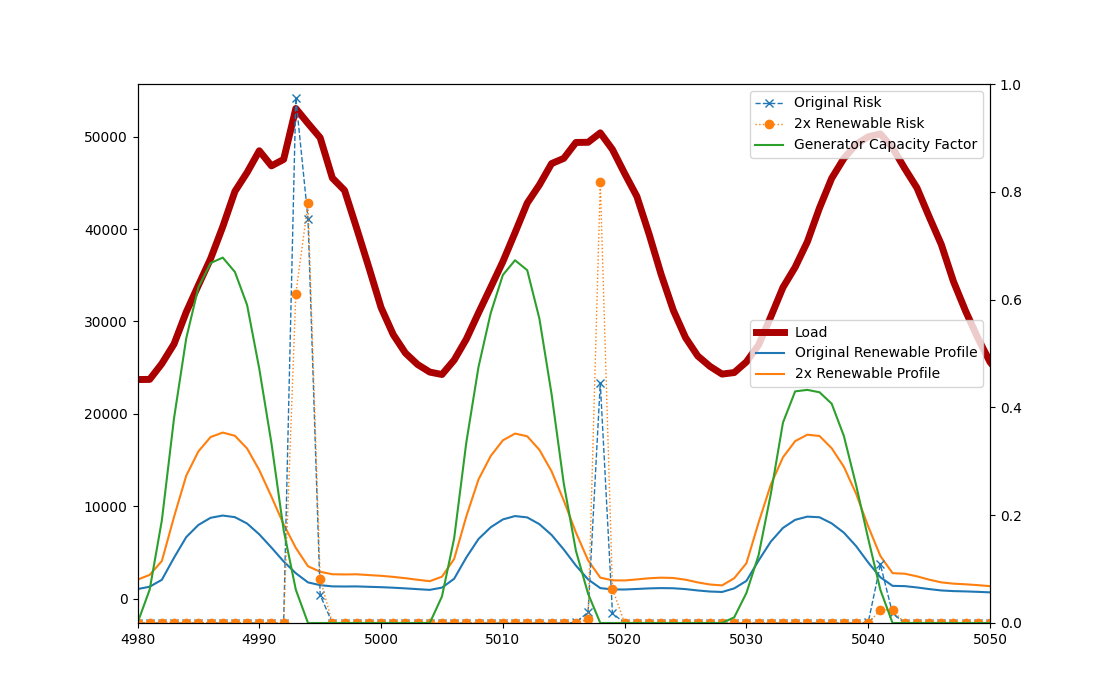 Original Risk
2x Renewable Risk
Generator Capacity Factor
Load
Original Renewable Profile
2x Renewable Profile
50000
40000
30000
20000
10000
0
1.0
0.8
0.6
0.4
0.2
0.0
4980 4990 5000 5010 5020 5030 5040 5050